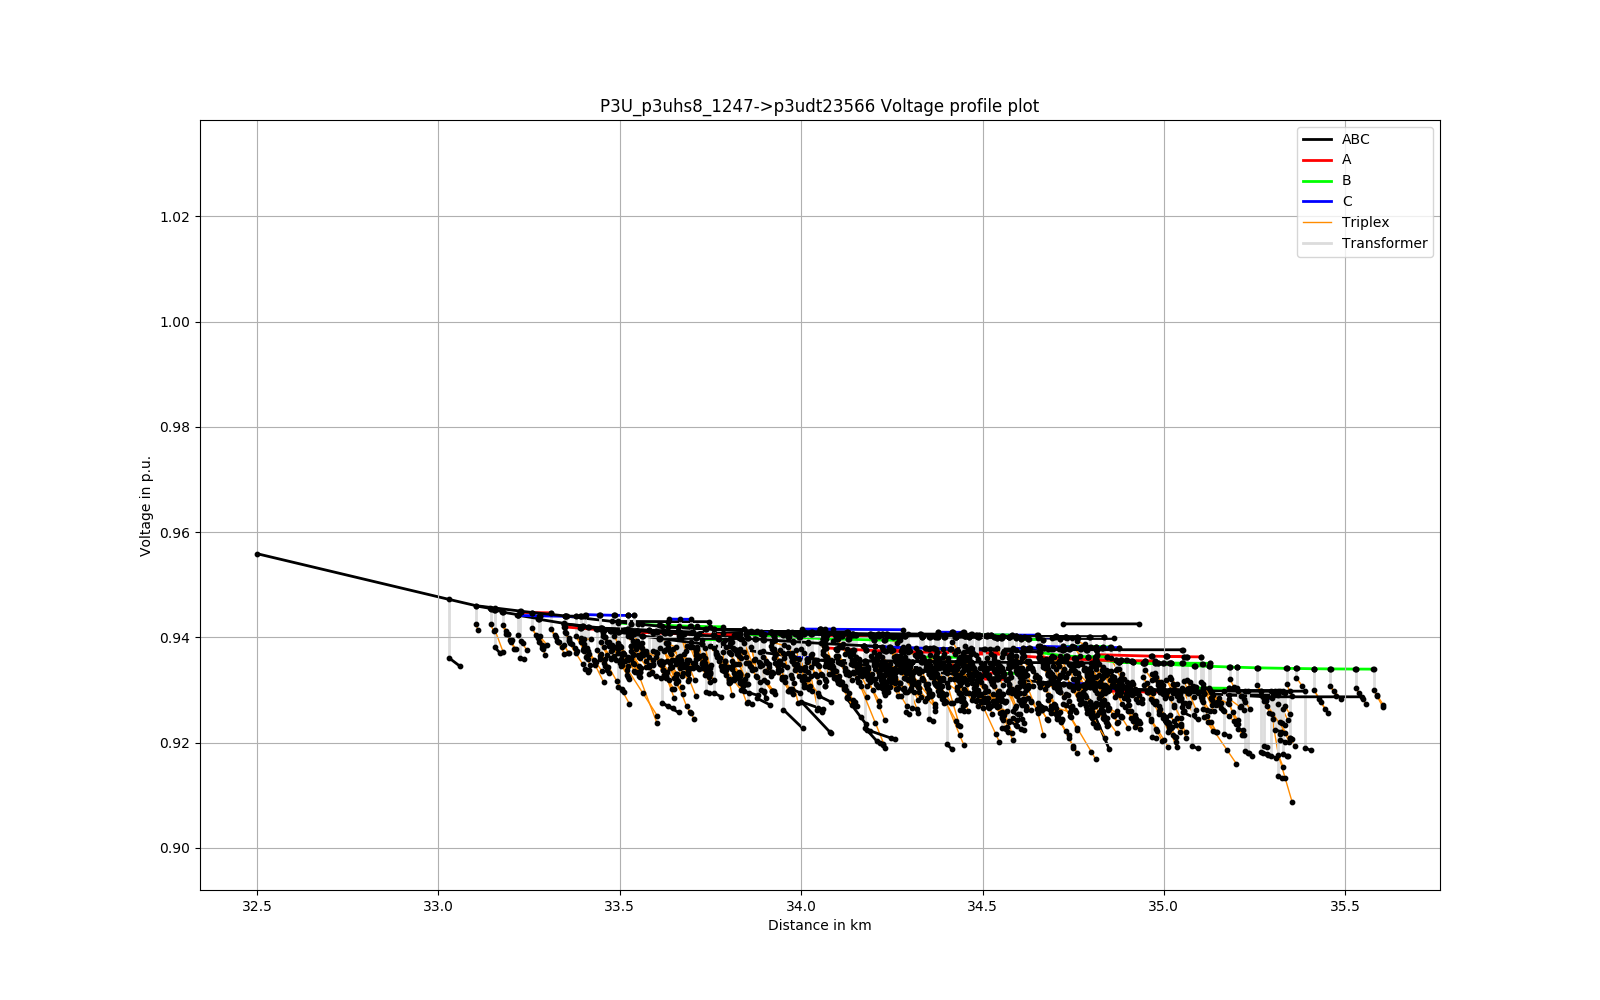 P3U_p3uhs8_1247->p3udt23566 Voltage profile plot
ABC
A
B
C
Triplex
Transformer
1.02
1.00
0.98
0.96
0.94
0.92
0.90
Voltage in p.u.
32.5 33.0 33.5 34.0 34.5 35.0 35.5
Distance in km